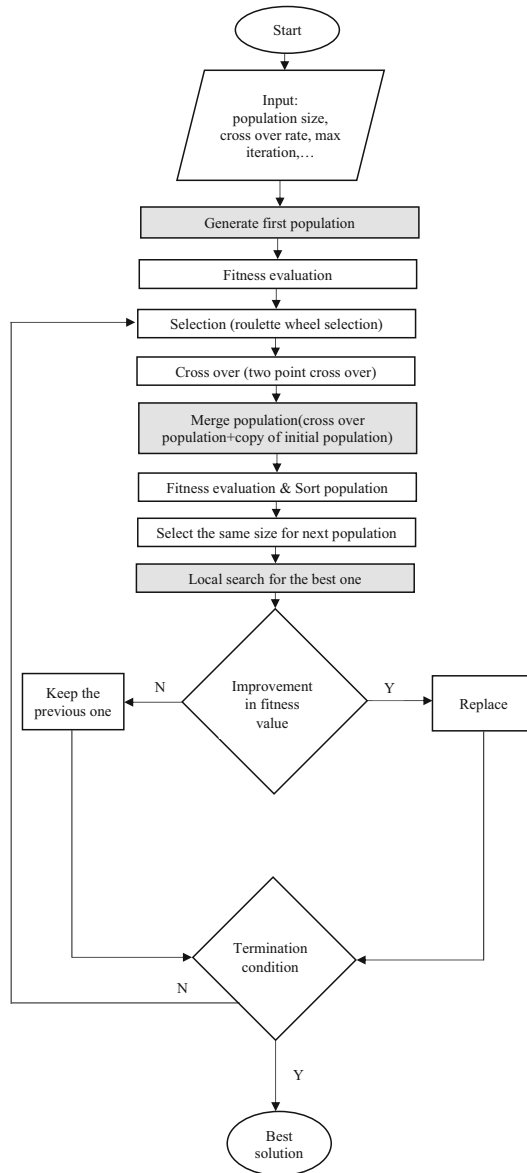 Start
Input:
population size,
cross over rate, max
iteration,…
Generate first population
Fitness evaluation
Selection (roulette wheel selection)
Cross over (two point cross over)
Merge population(cross over
population+copy of initial population)
Fitness evaluation & Sort population
Select the same size for next population
Local search for the best one
Improvement
in fitness
value
N
Y
Keep the
previous one
Replace
Termination
condition
N
Y
Best
solution